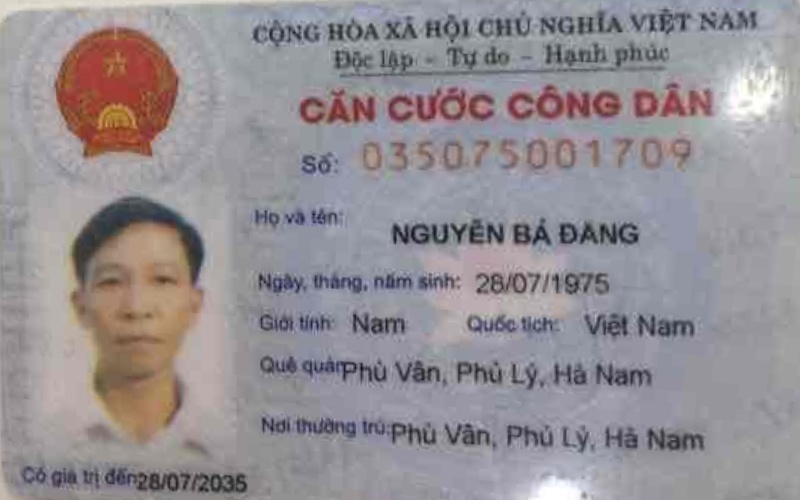 CỘNG HÒA XÃ HỘI CHỦ NGHĨA VIỆT NAM
Độc lập - Tự do - Hạnh phúc
CĂN CƯỚC CÔNG DÂN
Số: 035075001709
Họ và tên: NGUYỄN BÁ ĐĂNG
Ngày, tháng, năm sinh: 28/07/1975
Giới tính: Nam Quốc tịch: Việt Nam
Quê quán: Phù Vân, Phủ Lý, Hà Nam
Nơi thường trú: Phù Vân, Phủ Lý, Hà Nam
Có giá trị đến 28/07/2035